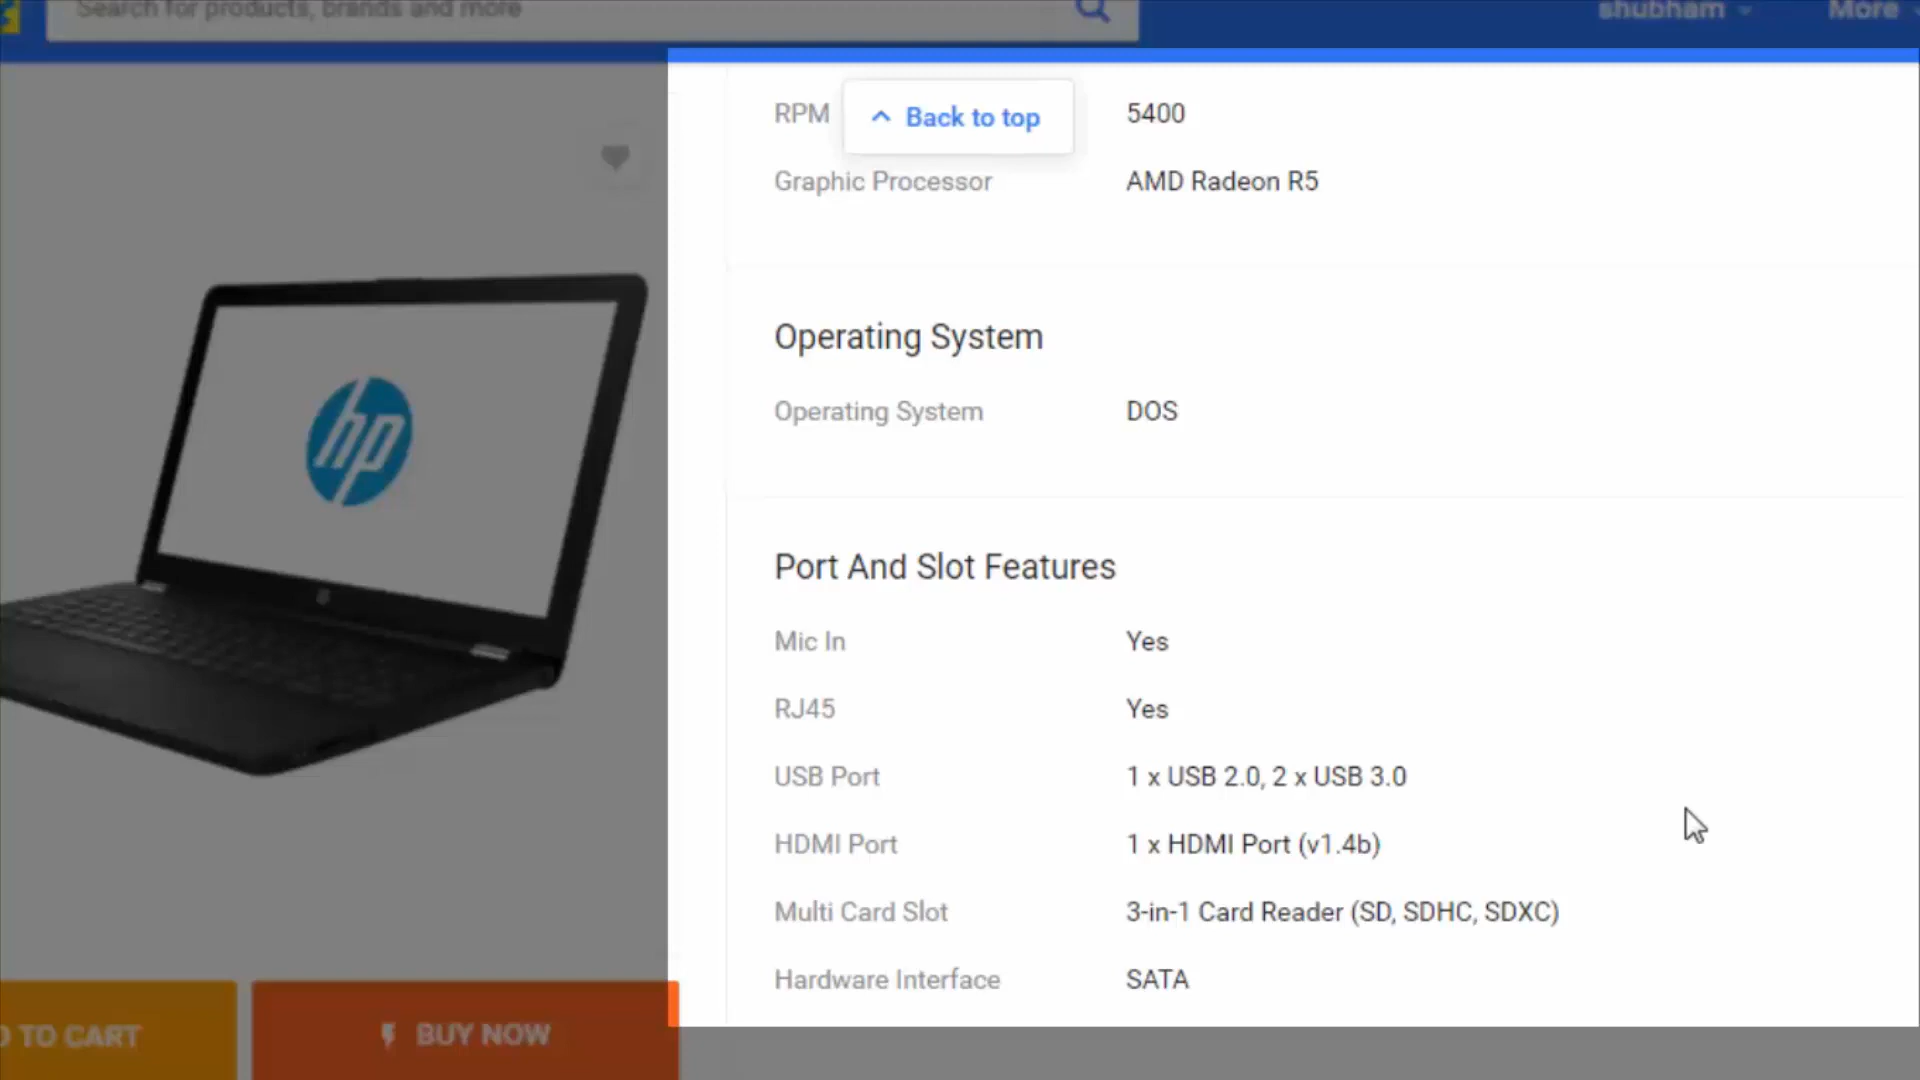 Search for products, brands and more
shubham
More
RPM
Back to top
5400
Graphic Processor
AMD Radeon R5
Operating System
Operating System
DOS
Port And Slot Features
Mic In
Yes
RJ45
Yes
USB Port
1 x USB 2.0, 2 x USB 3.0
HDMI Port
1 x HDMI Port (v1.4b)
Multi Card Slot
3-in-1 Card Reader (SD, SDHC, SDXC)
Hardware Interface
SATA
hp
TO CART
BUY NOW